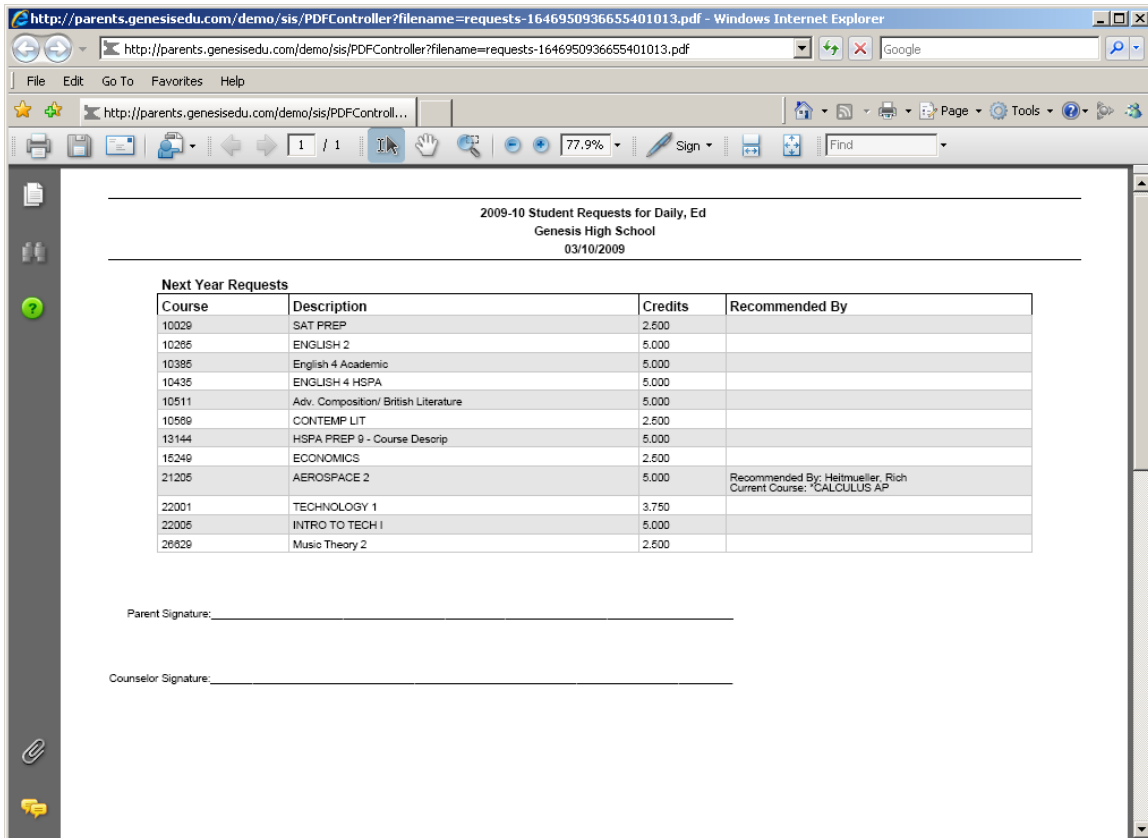 http://parents.genesisedu.com/demo/sis/PDFController?filename=requests-1646950936655401013.pdf - Windows Internet Explorer
http://parents.genesisedu.com/demo/sis/PDFController?filename=requests-1646950936655401013.pdf Google
File Edit Go To Favorites Help
http://parents.genesisedu.com/demo/sis/PDFControll... Page Tools
1 / 1 77.9% Sign Find
2009-10 Student Requests for Daily, Ed
Genesis High School
03/10/2009
Next Year Requests
Course Description Credits Recommended By
10029 SAT PREP 2.500
10265 ENGLISH 2 5.000
10385 English 4 Academic 5.000
10435 ENGLISH 4 HSPA 5.000
10511 Adv. Composition/ British Literature 5.000
10569 CONTEMP LIT 2.500
13144 HSPA PREP 9 - Course Descrip 5.000
15249 ECONOMICS 2.500
21205 AEROSPACE 2 5.000 Recommended By: Heitmueller, Rich
Current Course: *CALCULUS AP
22001 TECHNOLOGY 1 3.750
22005 INTRO TO TECH I 5.000
26629 Music Theory 2 2.500
Parent Signature:
Counselor Signature: